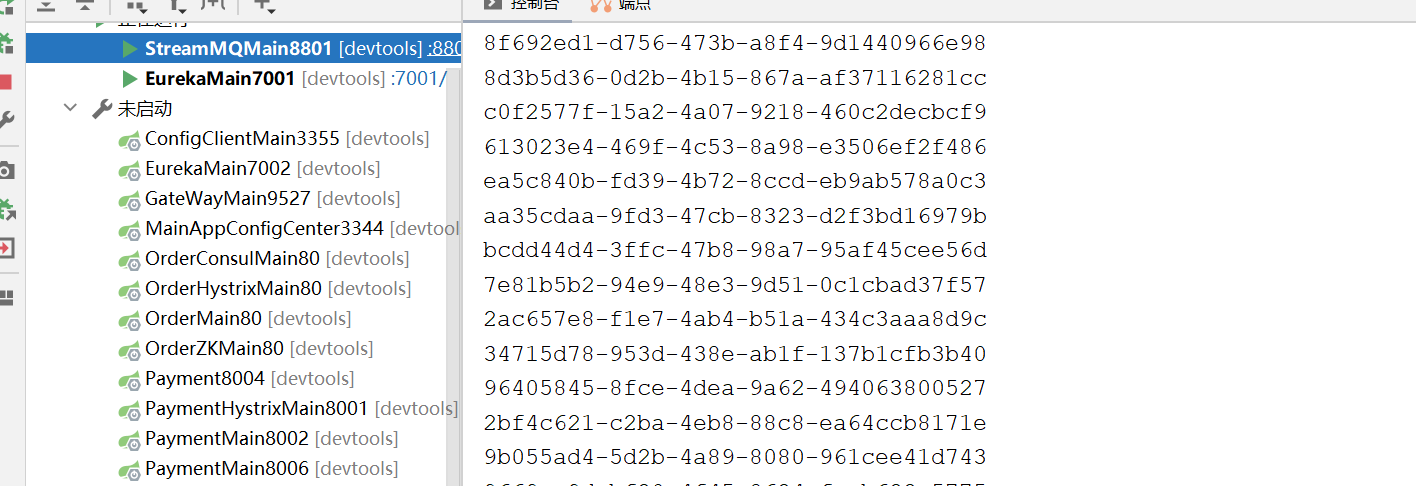 控制台 端点
正在运行
StreamMQMain8801 [devtools] :880
EurekaMain7001 [devtools] :7001/
未启动
ConfigClientMain3355 [devtools]
EurekaMain7002 [devtools]
GateWayMain9527 [devtools]
MainAppConfigCenter3344 [devtool
OrderConsulMain80 [devtools]
OrderHystrixMain80 [devtools]
OrderMain80 [devtools]
OrderZKMain80 [devtools]
Payment8004 [devtools]
PaymentHystrixMain8001 [devtools]
PaymentMain8002 [devtools]
PaymentMain8006 [devtools]
8f692ed1-d756-473b-a8f4-9d1440966e98
8d3b5d36-0d2b-4b15-867a-af37116281cc
c0f2577f-15a2-4a07-9218-460c2decbcf9
613023e4-469f-4c53-8a98-e3506ef2f486
ea5c840b-fd39-4b72-8ccd-eb9ab578a0c3
aa35cdaa-9fd3-47cb-8323-d2f3bd16979b
bcdd44d4-3ffc-47b8-98a7-95af45cee56d
7e81b5b2-94e9-48e3-9d51-0c1cbad37f57
2ac657e8-f1e7-4ab4-b51a-434c3aaa8d9c
34715d78-953d-438e-ab1f-137b1cfb3b40
96405845-8fce-4dea-9a62-494063800527
2bf4c621-c2ba-4eb8-88c8-ea64ccb8171e
9b055ad4-5d2b-4a89-8080-961cee41d743